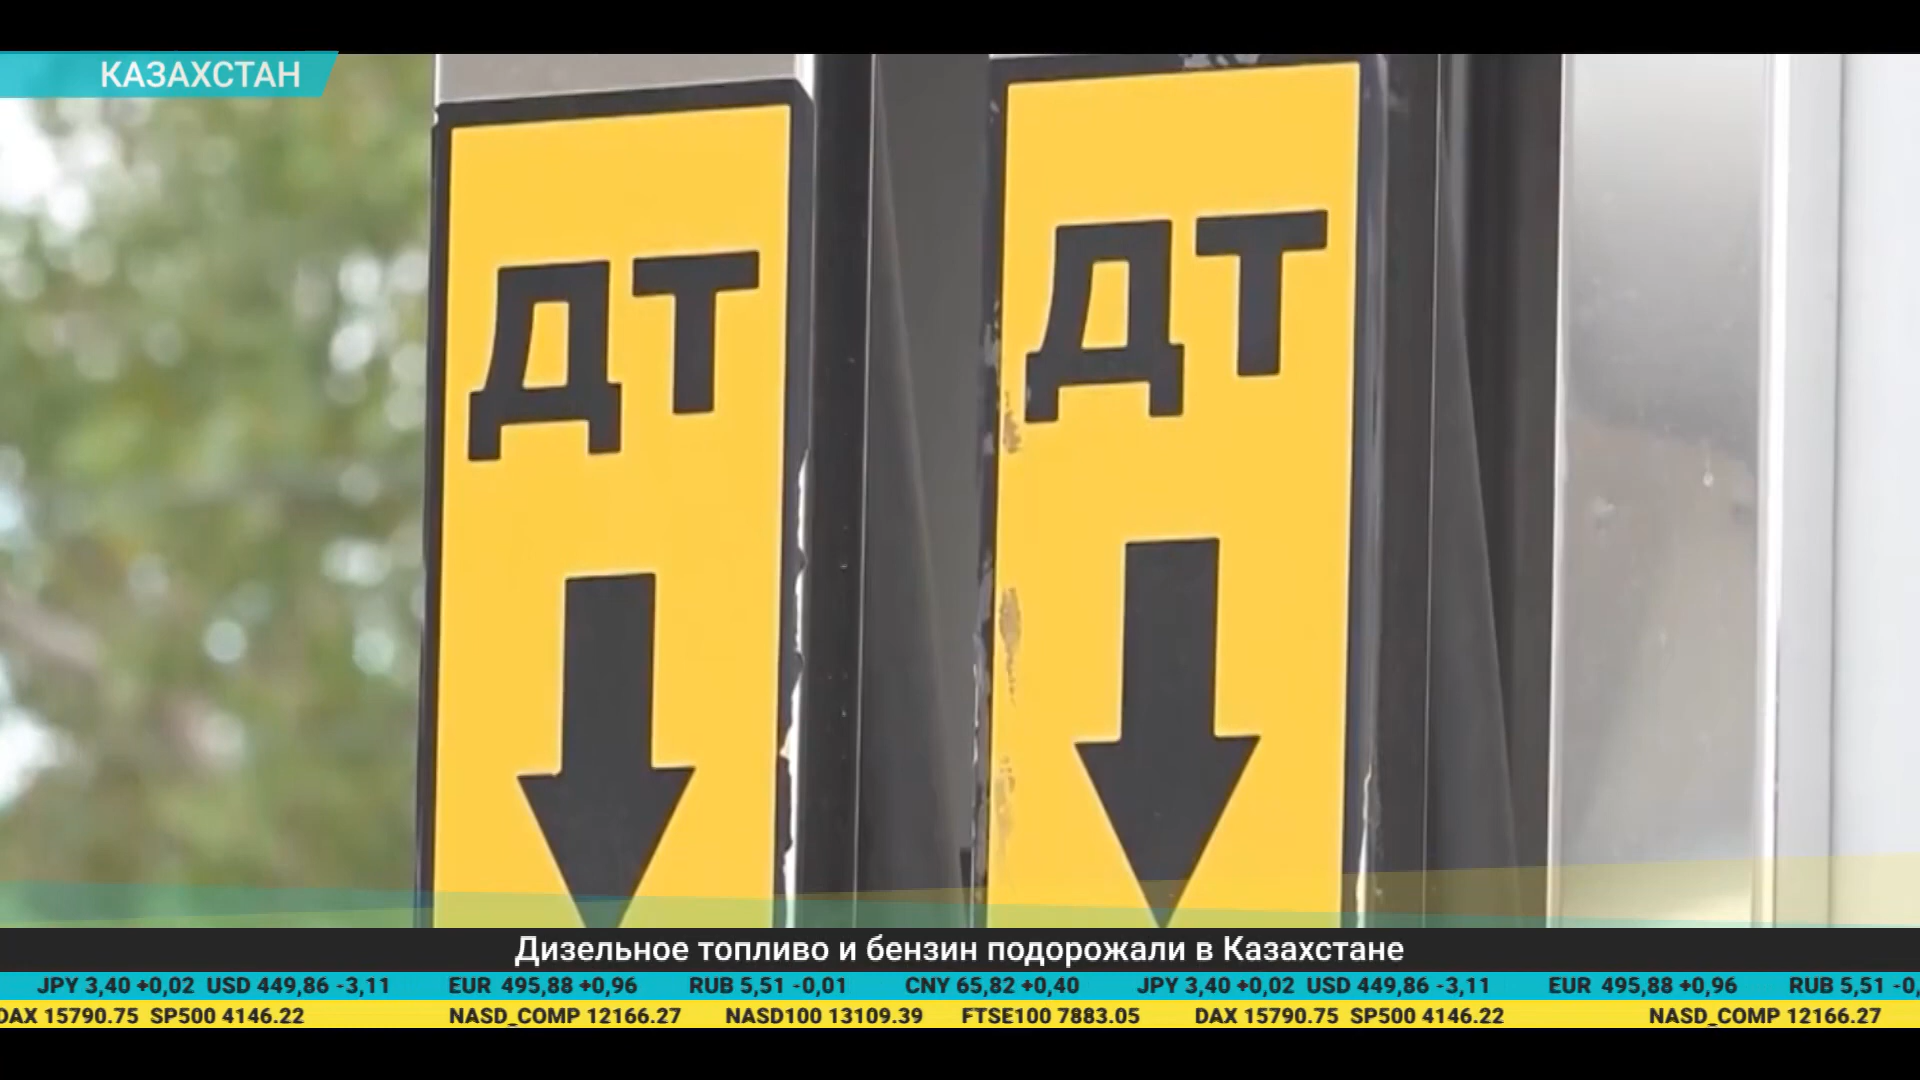 КАЗАХСТАН
ДТ ДТ
Дизельное топливо и бензин подорожали в Казахстане
JPY 3,40 +0,02 USD 449,86 -3,11 EUR 495,88 +0,96 RUB 5,51 -0,01 CNY 65,82 +0,40 JPY 3,40 +0,02 USD 449,86 -3,11 EUR 495,88 +0,96 RUB 5,51 -0,
DAX 15790.75 SP500 4146.22 NASD_COMP 12166.27 NASD100 13109.39 FTSE100 7883.05 DAX 15790.75 SP500 4146.22 NASD_COMP 12166.27